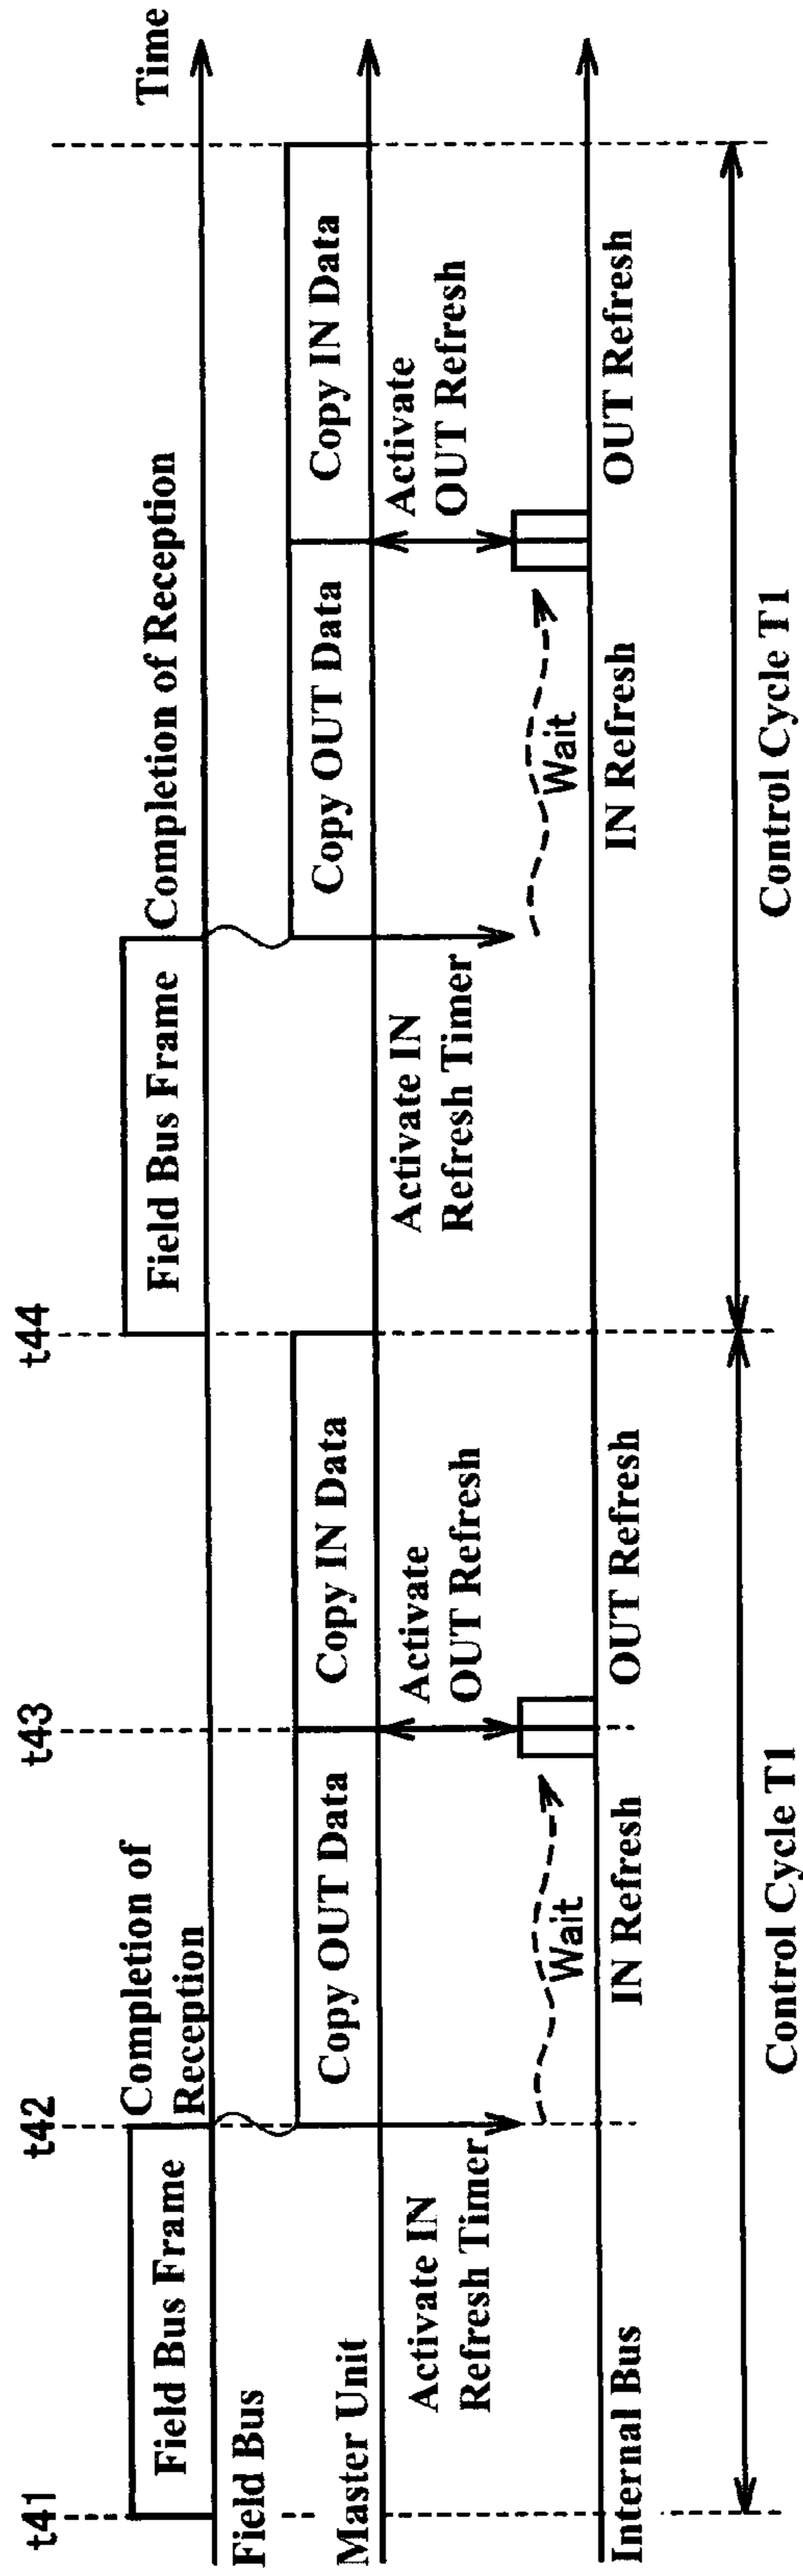 t41
t42
t43
t44
Time
Field Bus Frame
Completion of
Reception
Field Bus Frame
Completion of Reception
Field Bus
Copy OUT Data
Copy IN Data
Copy OUT Data
Copy IN Data
Master Unit
Activate IN
Refresh Timer
Activate
OUT Refresh
Activate IN
Refresh Timer
Activate
OUT Refresh
Wait
Wait
Internal Bus
IN Refresh
OUT Refresh
IN Refresh
OUT Refresh
Control Cycle T1
Control Cycle T1